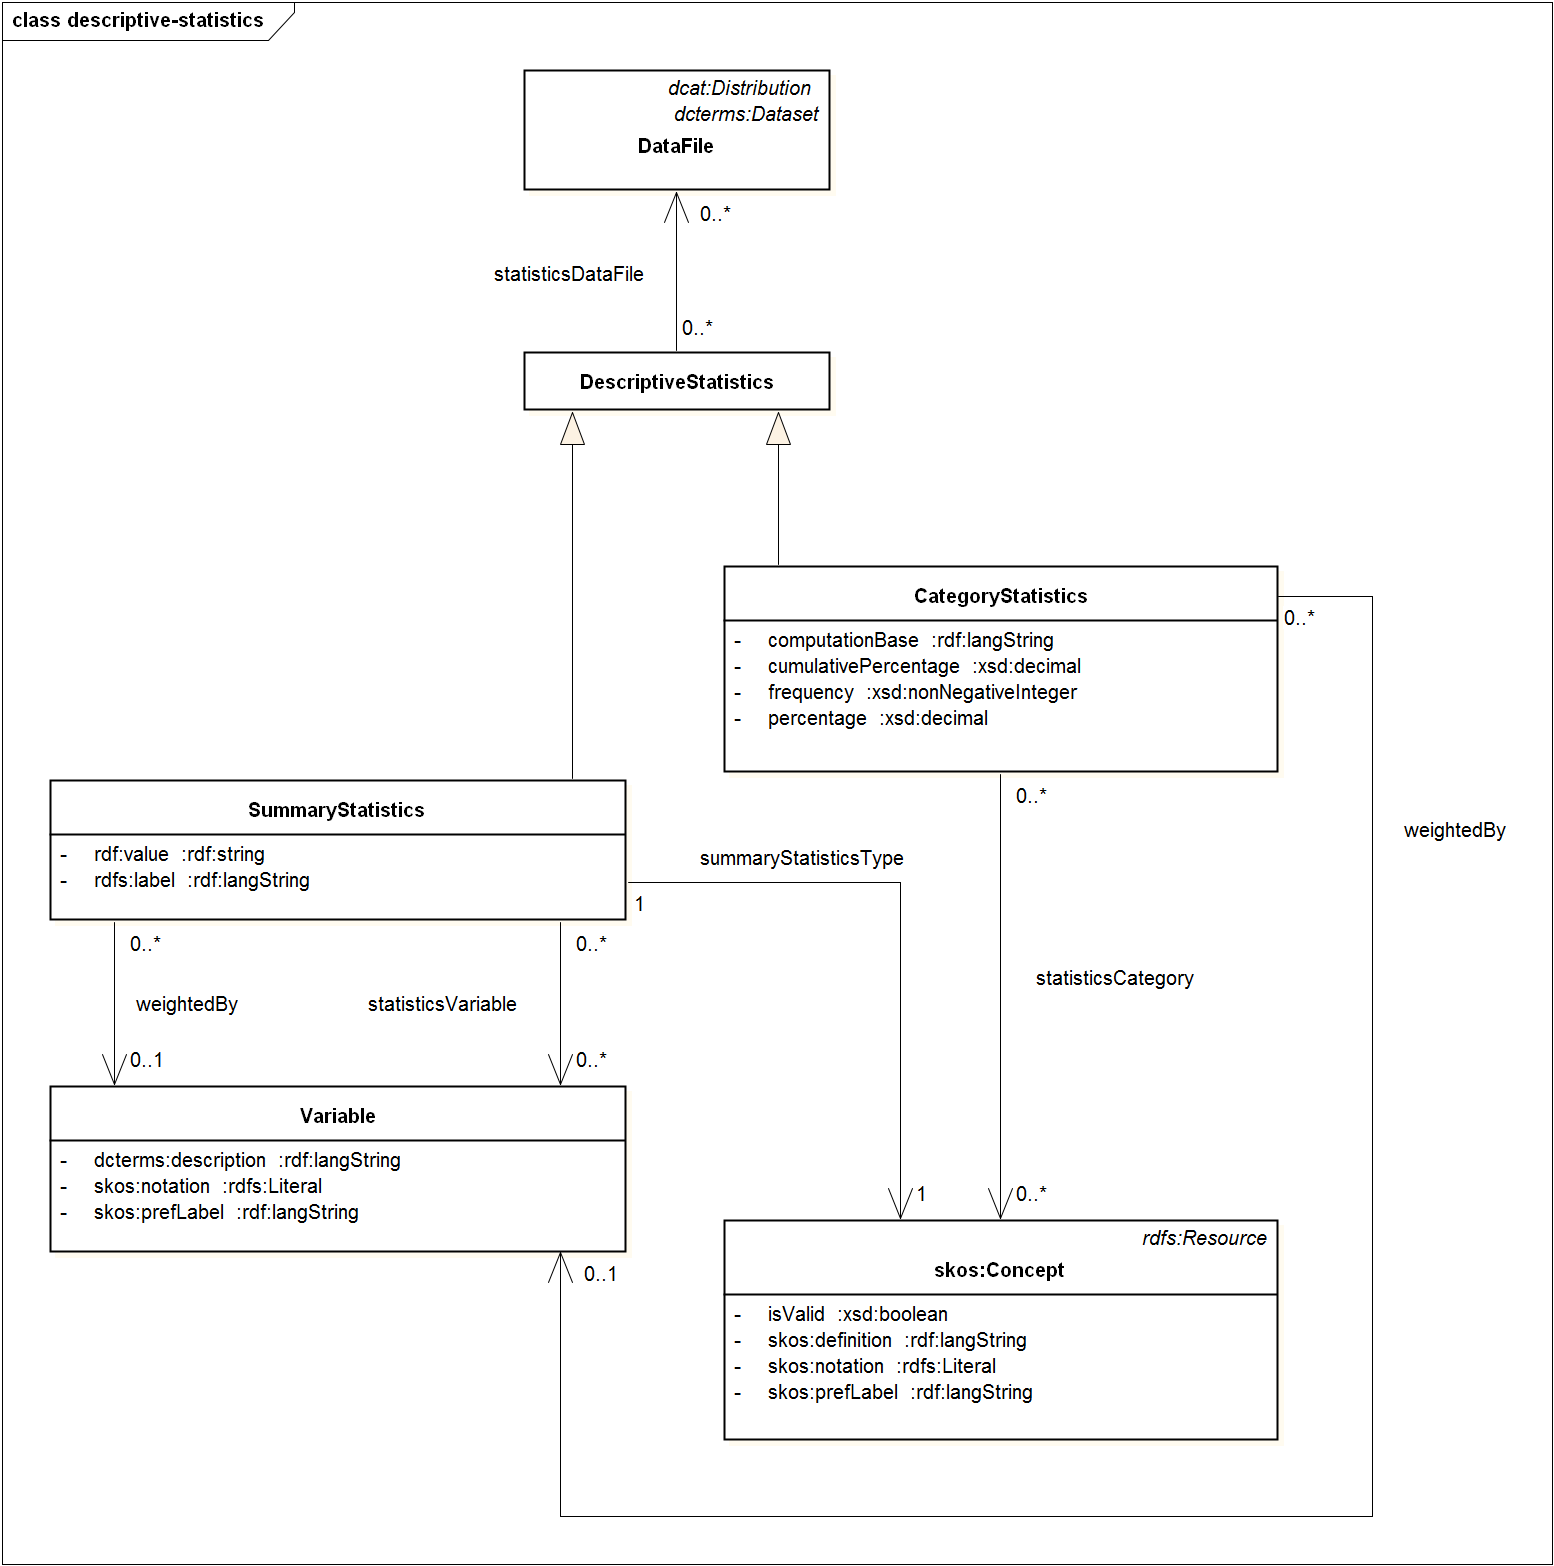 class descriptive-statistics
dcat:Distribution
dcterms:Dataset
DataFile
0..*
statisticsDataFile
0..*
DescriptiveStatistics
CategoryStatistics
0..*
- computationBase :rdf:langString
- cumulativePercentage :xsd:decimal
- frequency :xsd:nonNegativeInteger
- percentage :xsd:decimal
0..*
weightedBy
SummaryStatistics
- rdf:value :rdf:string
- rdfs:label :rdf:langString
summaryStatisticsType
1
0..*
0..*
statisticsCategory
weightedBy
statisticsVariable
0..1
0..*
Variable
- dcterms:description :rdf:langString
- skos:notation :rdfs:Literal
- skos:prefLabel :rdf:langString
1
0..*
0..1
rdfs:Resource
skos:Concept
- isValid :xsd:boolean
- skos:definition :rdf:langString
- skos:notation :rdfs:Literal
- skos:prefLabel :rdf:langString